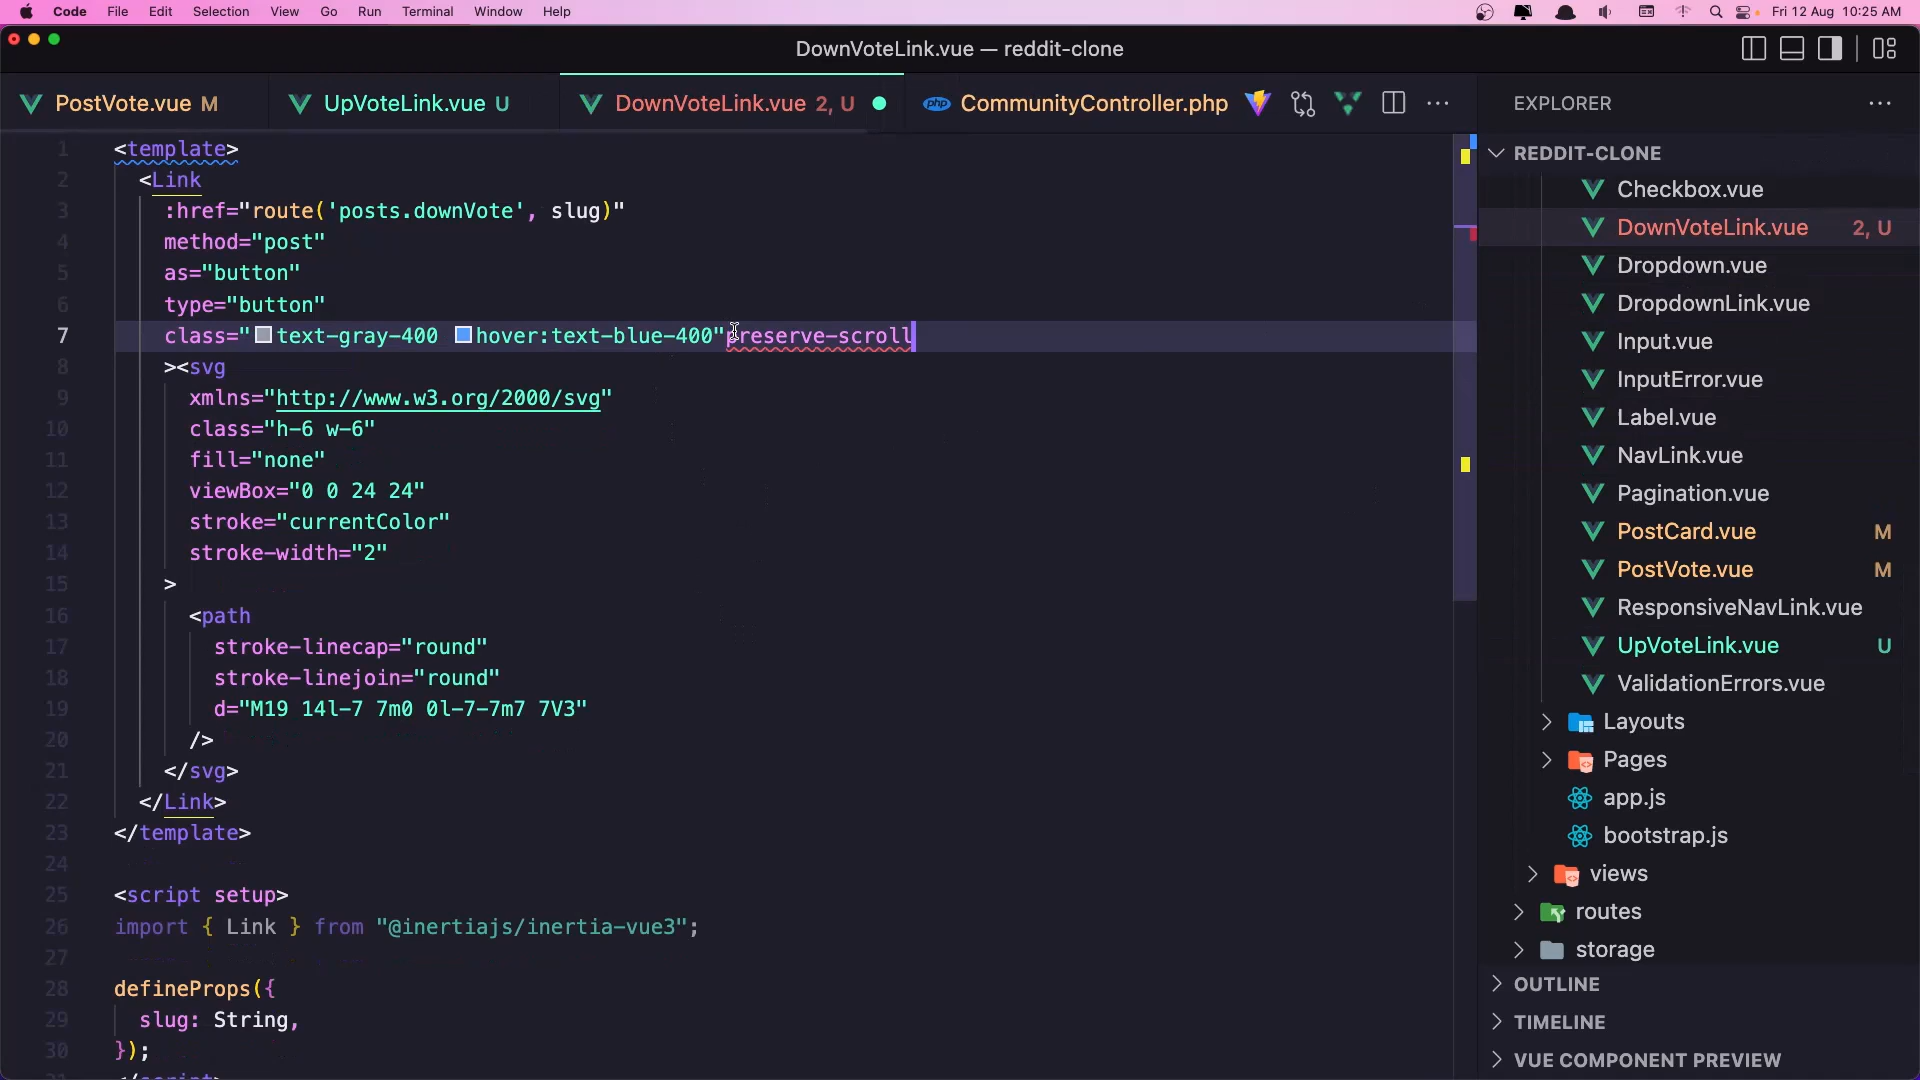 Code File Edit Selection View Go Run Terminal Window Help Fri 12 Aug 10:25 AM
DownVoteLink.vue — reddit-clone
PostVote.vue M UpVoteLink.vue U DownVoteLink.vue 2, U php CommunityController.php
1 <template>
2 <Link
3 :href="route('posts.downVote', slug)"
4 method="post"
5 as="button"
6 type="button"
7 class="text-gray-400 hover:text-blue-400"preserve-scroll
8 ><svg
9 xmlns="http://www.w3.org/2000/svg"
10 class="h-6 w-6"
11 fill="none"
12 viewBox="0 0 24 24"
13 stroke="currentColor"
14 stroke-width="2"
15 >
16 <path
17 stroke-linecap="round"
18 stroke-linejoin="round"
19 d="M19 14l-7 7m0 0l-7-7m7 7V3"
20 />
21 </svg>
22 </Link>
23 </template>
24
25 <script setup>
26 import { Link } from "@inertiajs/inertia-vue3";
27
28 defineProps({
29 slug: String,
30 });
EXPLORER
REDDIT-CLONE
Checkbox.vue
DownVoteLink.vue 2, U
Dropdown.vue
DropdownLink.vue
Input.vue
InputError.vue
Label.vue
NavLink.vue
Pagination.vue
PostCard.vue M
PostVote.vue M
ResponsiveNavLink.vue
UpVoteLink.vue U
ValidationErrors.vue
Layouts
Pages
app.js
bootstrap.js
views
routes
storage
OUTLINE
TIMELINE
VUE COMPONENT PREVIEW